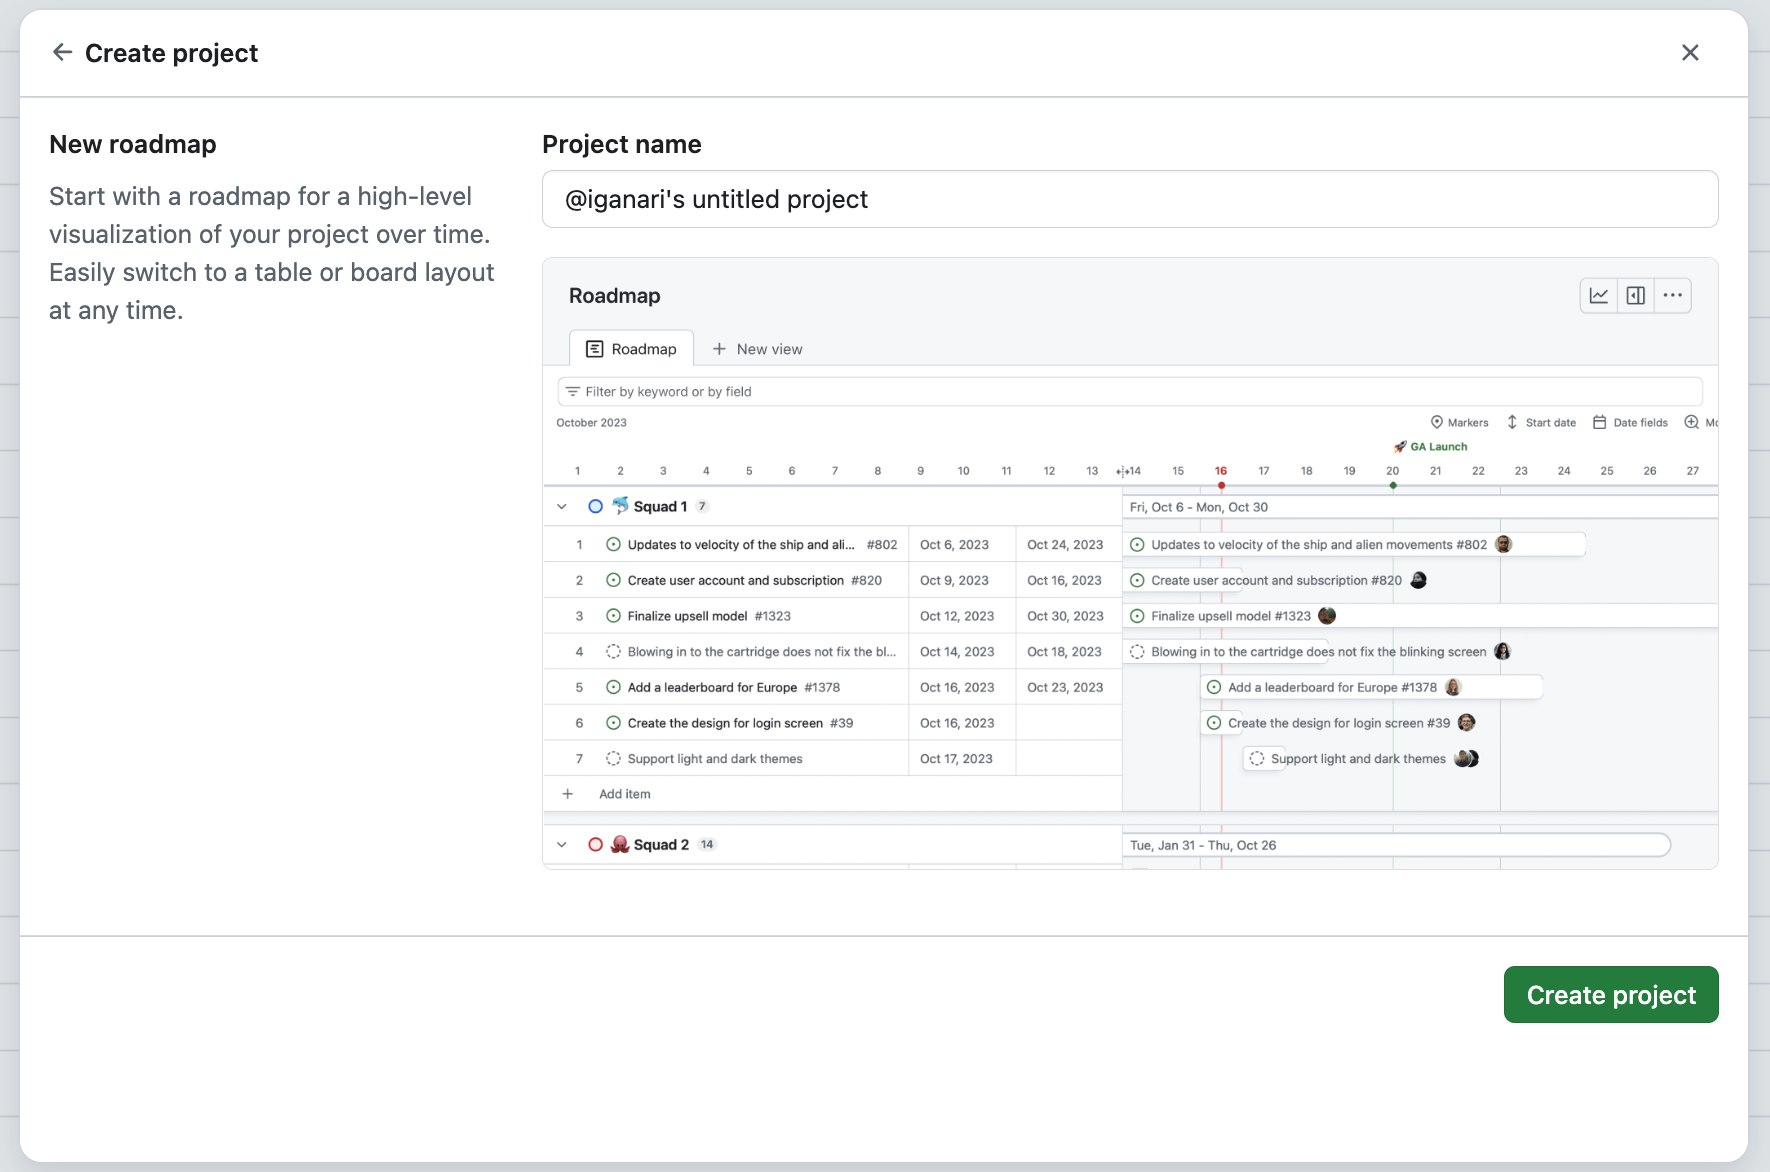 Create project
New roadmap
Start with a roadmap for a high-level
visualization of your project over time.
Easily switch to a table or board layout
at any time.
Project name
@iganari's untitled project
Roadmap
Roadmap
New view
Filter by keyword or by field
October 2023
Markers
Start date
Date fields
GA Launch
1 2 3 4 5 6 7 8 9 10 11 12 13 14 15 16 17 18 19 20 21 22 23 24 25 26 27
Squad 1 7
Fri, Oct 6 - Mon, Oct 30
1 Updates to velocity of the ship and ali... #802 Oct 6, 2023 Oct 24, 2023 Updates to velocity of the ship and alien movements #802
2 Create user account and subscription #820 Oct 9, 2023 Oct 16, 2023 Create user account and subscription #820
3 Finalize upsell model #1323 Oct 12, 2023 Oct 30, 2023 Finalize upsell model #1323
4 Blowing in to the cartridge does not fix the bl... Oct 14, 2023 Oct 18, 2023 Blowing in to the cartridge does not fix the blinking screen
5 Add a leaderboard for Europe #1378 Oct 16, 2023 Oct 23, 2023 Add a leaderboard for Europe #1378
6 Create the design for login screen #39 Oct 16, 2023 Create the design for login screen #39
7 Support light and dark themes Oct 17, 2023 Support light and dark themes
Add item
Squad 2 14
Tue, Jan 31 - Thu, Oct 26
Create project